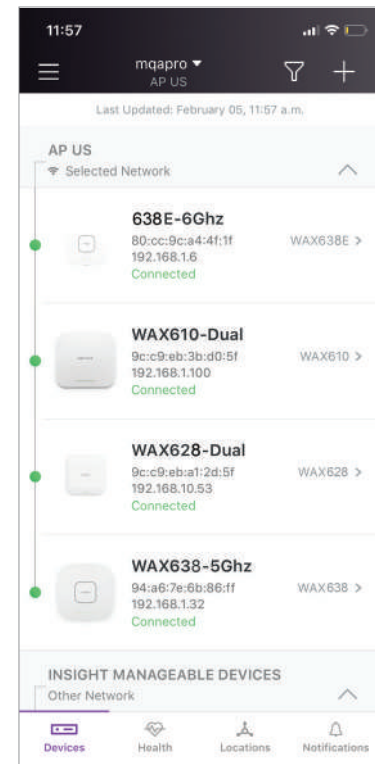 11:57
mqapro
AP US
Last Updated: February 05, 11:57 a.m.
AP US
Selected Network
638E-6Ghz
80:cc:9c:a4:4f:1f
192.168.1.6
Connected
WAX638E >
WAX610-Dual
9c:c9:eb:3b:d0:5f
192.168.1.100
Connected
WAX610 >
WAX628-Dual
9c:c9:eb:a1:2d:5f
192.168.10.53
Connected
WAX628 >
WAX638-5Ghz
94:a6:7e:6b:86:ff
192.168.1.32
Connected
WAX638 >
INSIGHT MANAGEABLE DEVICES
Other Network
Devices Health Locations Notifications